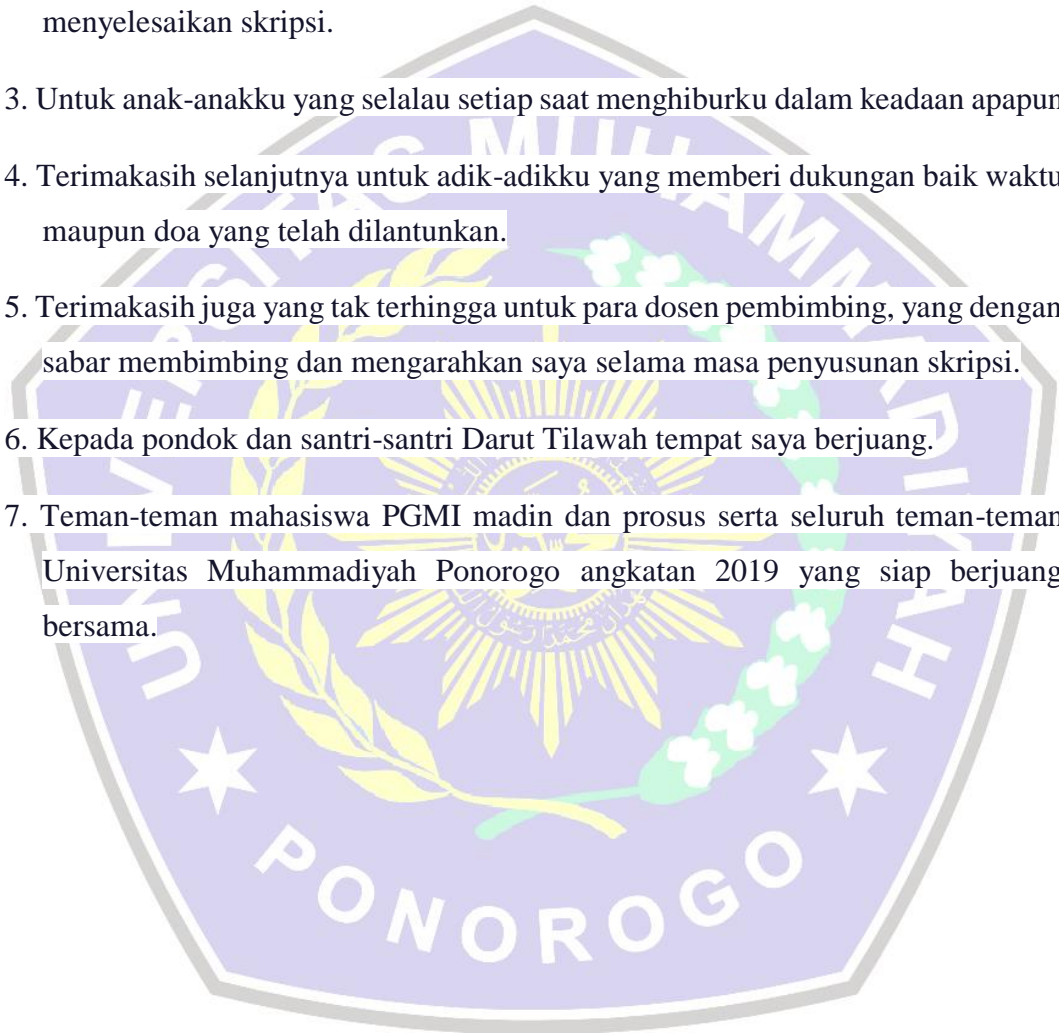 menyelesaikan skripsi.
3. Untuk anak-anakku yang selalau setiap saat menghiburku dalam keadaan apapun
4. Terimakasih selanjutnya untuk adik-adikku yang memberi dukungan baik waktu
maupun doa yang telah dilantunkan.
5. Terimakasih juga yang tak terhingga untuk para dosen pembimbing, yang dengan
sabar membimbing dan mengarahkan saya selama masa penyusunan skripsi.
6. Kepada pondok dan santri-santri Darut Tilawah tempat saya berjuang.
7. Teman-teman mahasiswa PGMI madin dan prosus serta seluruh teman-teman
Universitas Muhammadiyah Ponorogo angkatan 2019 yang siap berjuang
bersama.
UNIVERSITAS MUHAMMADIYAH
PONOROGO